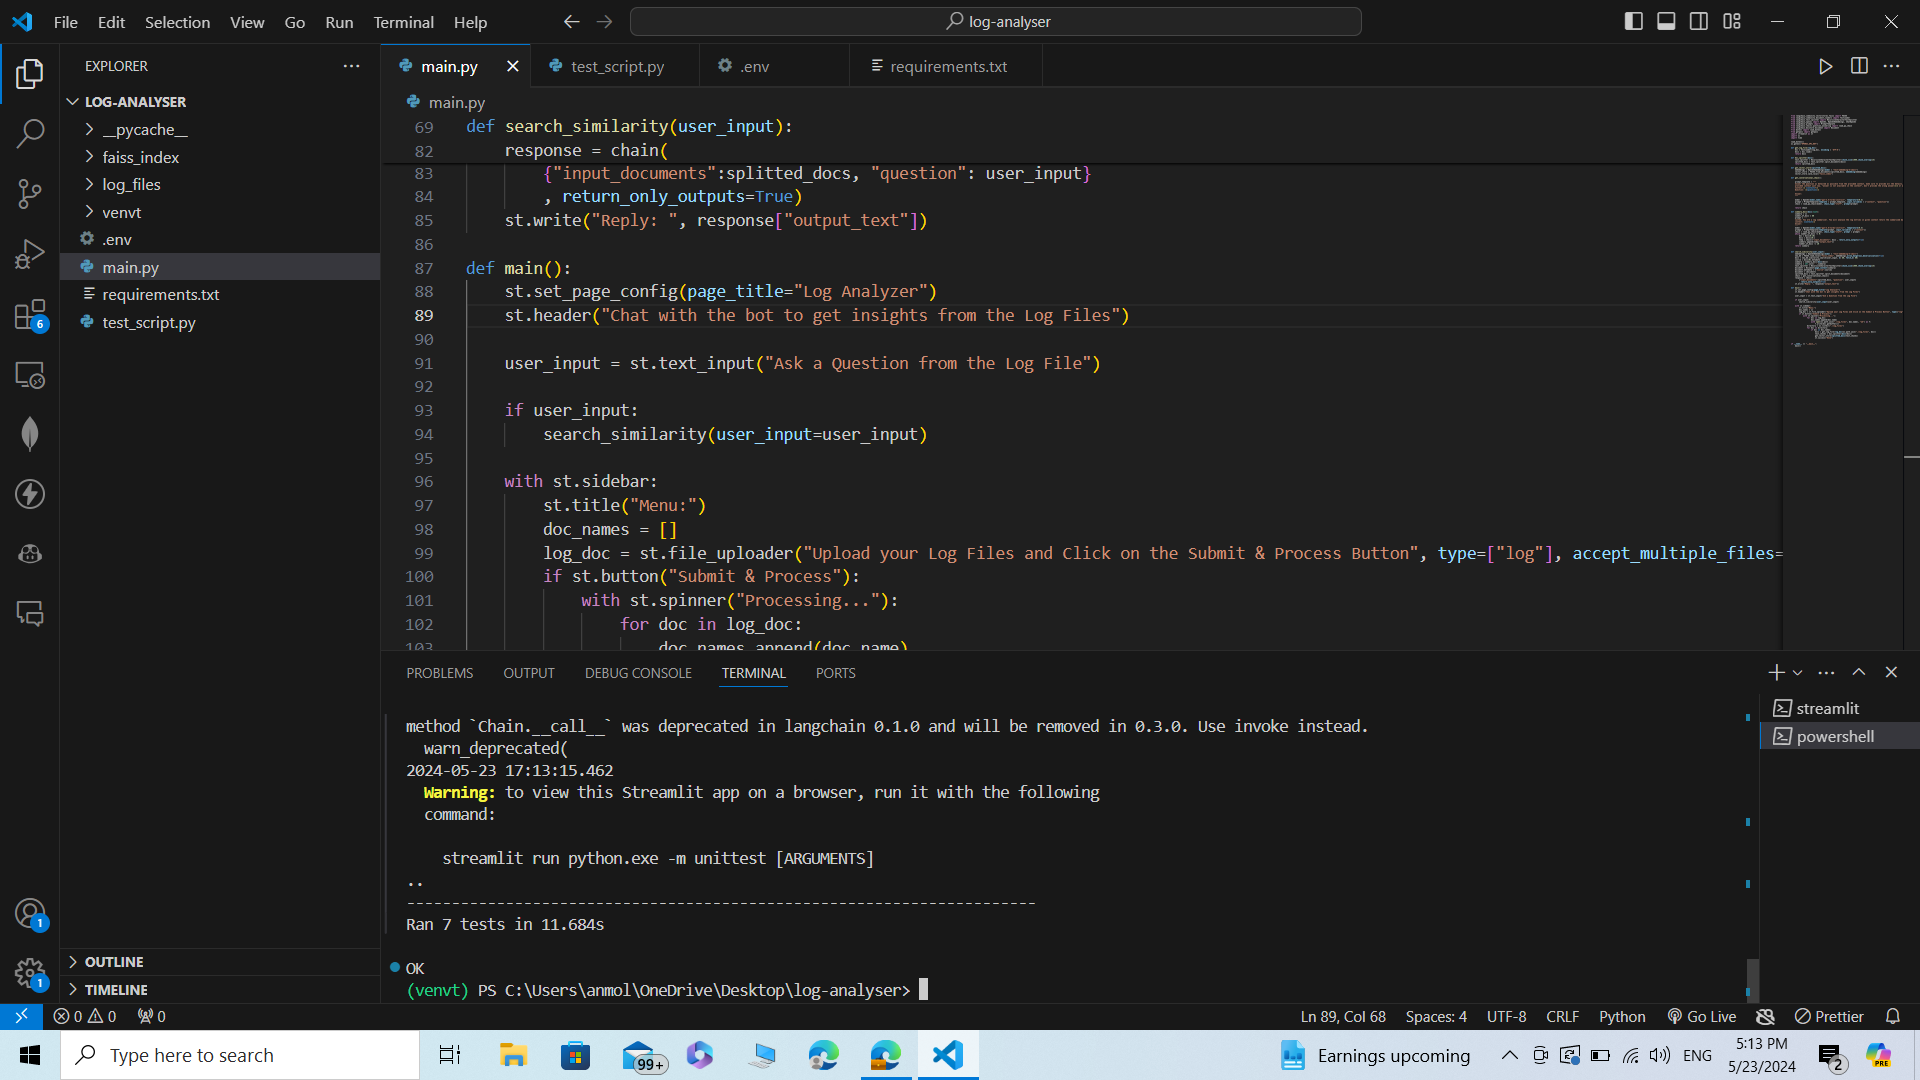 File Edit Selection View Go Run Terminal Help
log-analyser
EXPLORER
LOG-ANALYSER
__pycache__
faiss_index
log_files
venvt
.env
main.py
requirements.txt
test_script.py
OUTLINE
TIMELINE
6
1
1
main.py
test_script.py
.env
requirements.txt
main.py
69 def search_similarity(user_input):
82 response = chain(
83 {"input_documents":splitted_docs, "question": user_input}
84 , return_only_outputs=True)
85 st.write("Reply: ", response["output_text"])
86
87 def main():
88 st.set_page_config(page_title="Log Analyzer")
89 st.header("Chat with the bot to get insights from the Log Files")
90
91 user_input = st.text_input("Ask a Question from the Log File")
92
93 if user_input:
94 search_similarity(user_input=user_input)
95
96 with st.sidebar:
97 st.title("Menu:")
98 doc_names = []
99 log_doc = st.file_uploader("Upload your Log Files and Click on the Submit & Process Button", type=["log"], accept_multiple_files=
100 if st.button("Submit & Process"):
101 with st.spinner("Processing..."):
102 for doc in log_doc:
103 doc_names.append(doc.name)
PROBLEMS OUTPUT DEBUG CONSOLE TERMINAL PORTS
method `Chain.__call__` was deprecated in langchain 0.1.0 and will be removed in 0.3.0. Use invoke instead.
warn_deprecated(
2024-05-23 17:13:15.462
Warning: to view this Streamlit app on a browser, run it with the following
command:
streamlit run python.exe -m unittest [ARGUMENTS]
..
----------------------------------------------------------------------
Ran 7 tests in 11.684s
OK
(venvt) PS C:\Users\anmol\OneDrive\Desktop\log-analyser>
streamlit
powershell
0 0 0
Ln 89, Col 68 Spaces: 4 UTF-8 CRLF Python Go Live Prettier
Type here to search
99+
Earnings upcoming
ENG
5:13 PM
5/23/2024
2
PRE